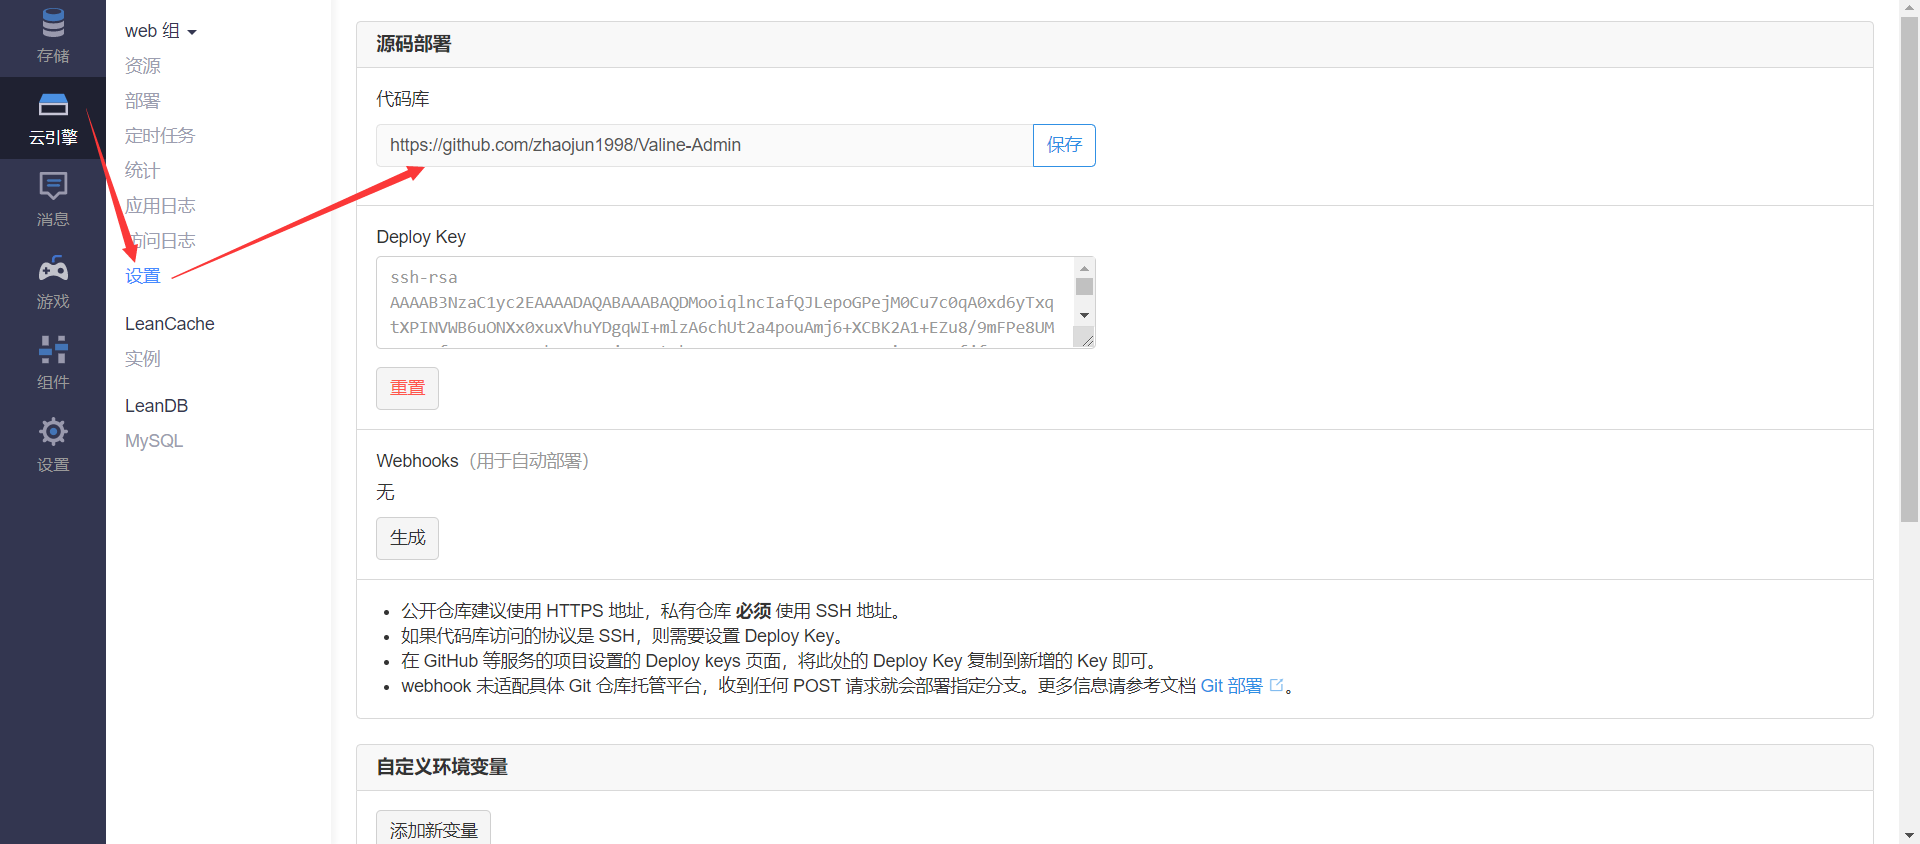 存储
云引擎
消息
游戏
组件
设置
web 组
资源
部署
定时任务
统计
应用日志
访问日志
设置
LeanCache
实例
LeanDB
MySQL
源码部署
代码库
https://github.com/zhaojun1998/Valine-Admin
保存
Deploy Key
ssh-rsa
AAAAB3NzaC1yc2EAAAADAQABAAABAQDMooiqlncIafQJLepoGPejM0Cu7c0qA0xd6yTxq
tXPINVWB6uONXx0xuxVhuYDgqWI+mlzA6chUt2a4pouAmj6+XCBK2A1+EZu8/9mFPe8UM
重置
Webhooks（用于自动部署）
无
生成
• 公开仓库建议使用 HTTPS 地址，私有仓库 必须 使用 SSH 地址。
• 如果代码库访问的协议是 SSH，则需要设置 Deploy Key。
• 在 GitHub 等服务的项目设置的 Deploy keys 页面，将此处的 Deploy Key 复制到新增的 Key 即可。
• webhook 未适配具体 Git 仓库托管平台，收到任何 POST 请求就会部署指定分支。更多信息请参考文档 Git 部署 。
自定义环境变量
添加新变量